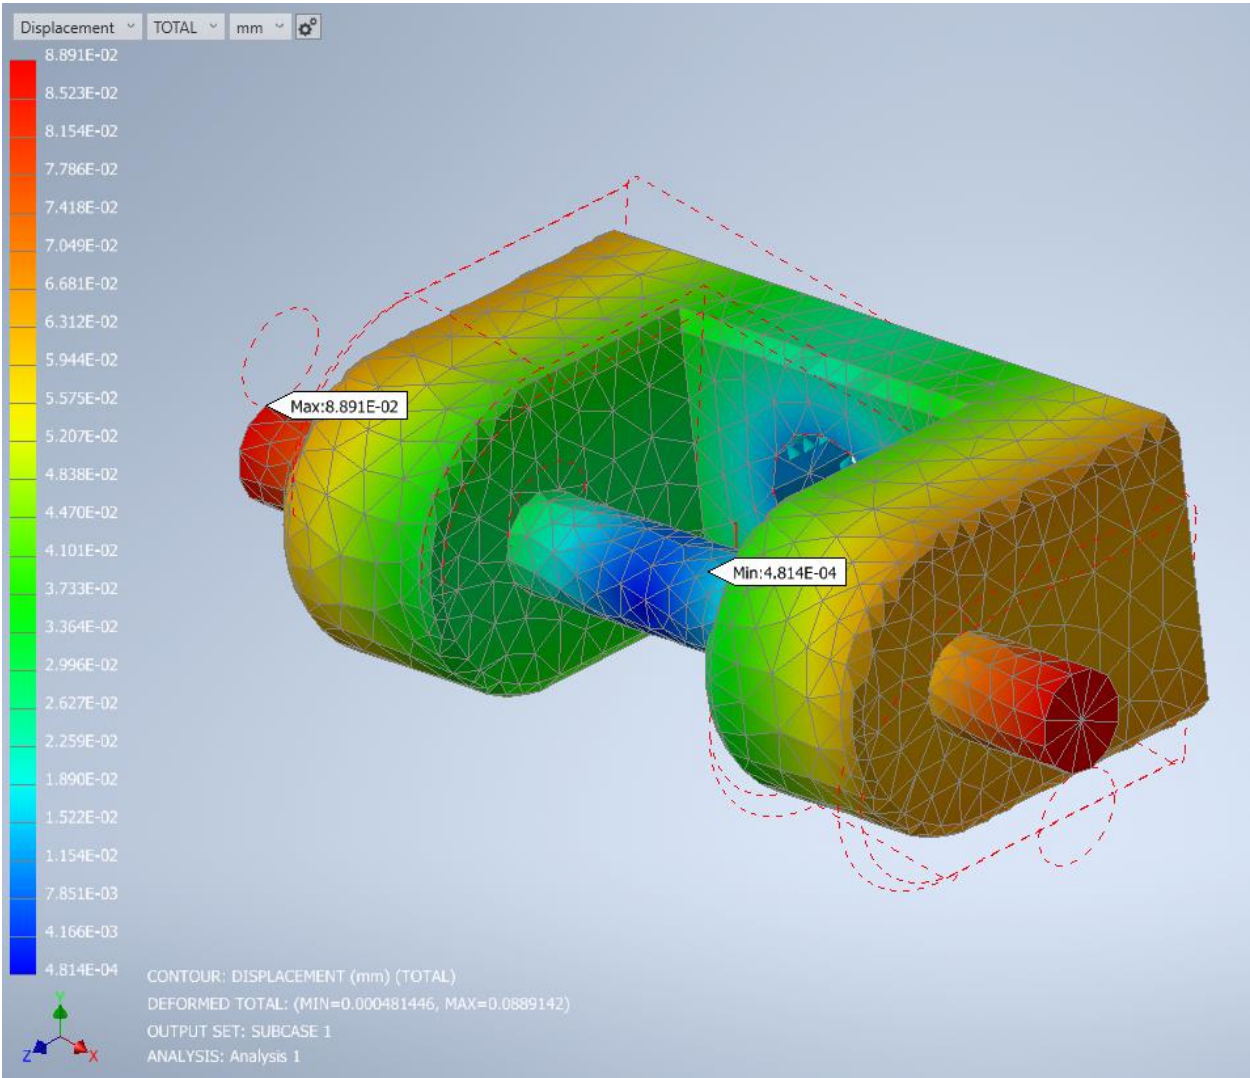 Displacement TOTAL mm
8.891E-02
8.523E-02
8.154E-02
7.786E-02
7.418E-02
7.049E-02
6.681E-02
6.312E-02
5.944E-02
5.575E-02
5.207E-02
4.838E-02
4.470E-02
4.101E-02
3.733E-02
3.364E-02
2.996E-02
2.627E-02
2.259E-02
1.890E-02
1.522E-02
1.154E-02
7.851E-03
4.166E-03
4.814E-04
Max:8.891E-02
Min:4.814E-04
CONTOUR: DISPLACEMENT (mm) (TOTAL)
DEFORMED TOTAL: (MIN=0.000481446, MAX=0.0889142)
OUTPUT SET: SUBCASE 1
ANALYSIS: Analysis 1
Y
Z
X